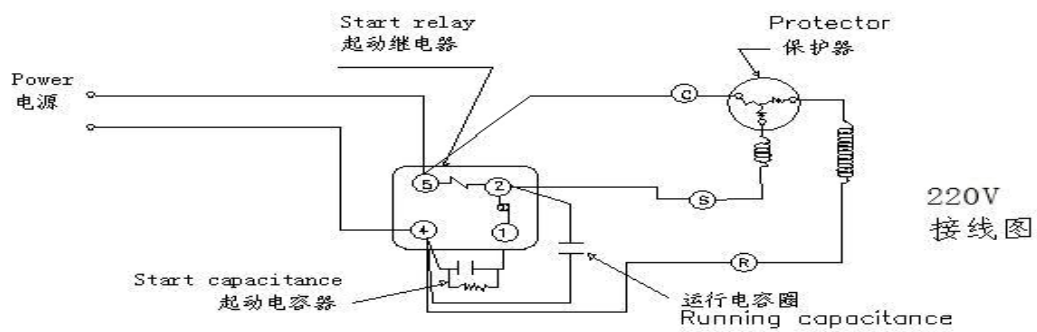 Start relay
起动继电器
Protector
保护器
Power
电源
C
5
2
S
4
1
220V
接线图
R
Start capacitance
起动电容器
运行电容圈
Running capacitance